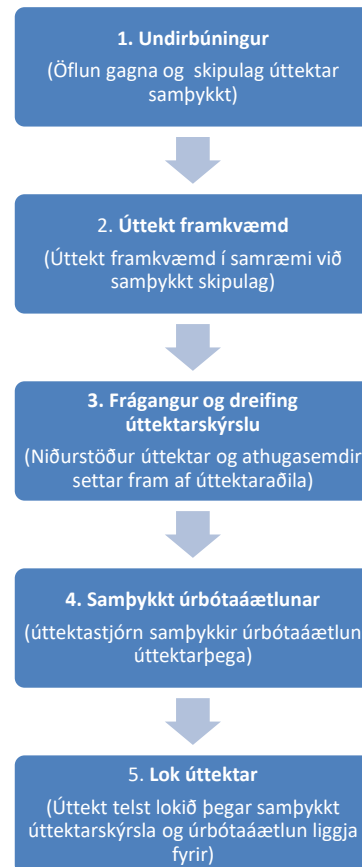 1. Undirbúningur
(Öflun gagna og skipulag úttektar
samþykkt)
2. Úttekt framkvæmd
(Úttekt framkvæmd í samræmi við
samþykkt skipulag)
3. Frágangur og dreifing
úttektarskýrslu
(Niðurstöður úttektar og athugasemdir
settar fram af úttektaraðila)
4. Samþykkt úrbótaáætlunar
(úttektastjórn samþykkir úrbótaáætlun
úttektarþega)
5. Lok úttektar
(Úttekt telst lokið þegar samþykkt
úttektarskýrsla og úrbótaáætlun liggja
fyrir)